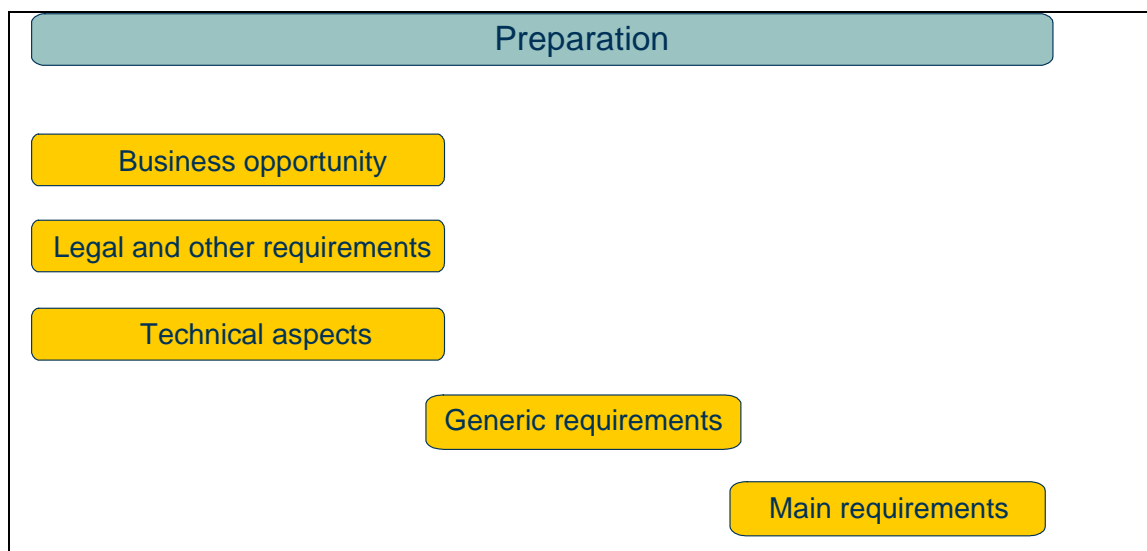 Preparation
Business opportunity
Legal and other requirements
Technical aspects
Generic requirements
Main requirements